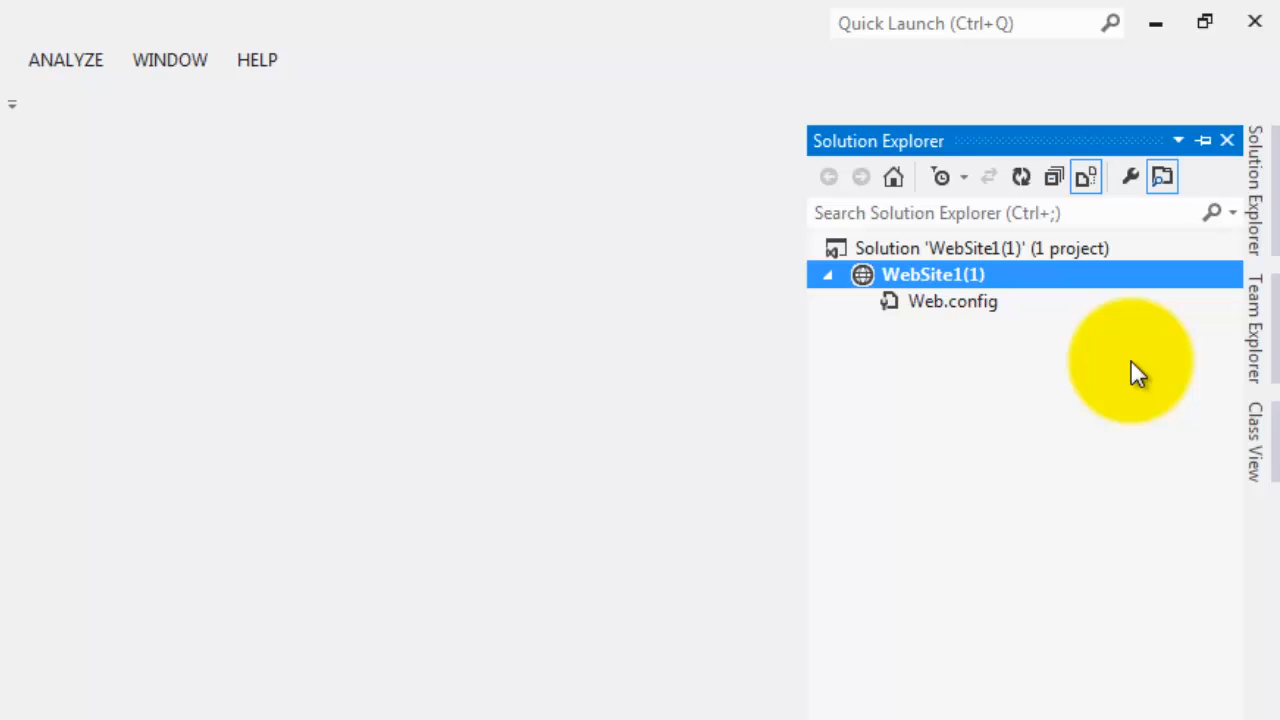 Quick Launch (Ctrl+Q)
ANALYZE WINDOW HELP
Solution Explorer
Search Solution Explorer (Ctrl+;)
Solution 'WebSite1(1)' (1 project)
WebSite1(1)
Web.config
Solution Explorer
Team Explorer
Class View